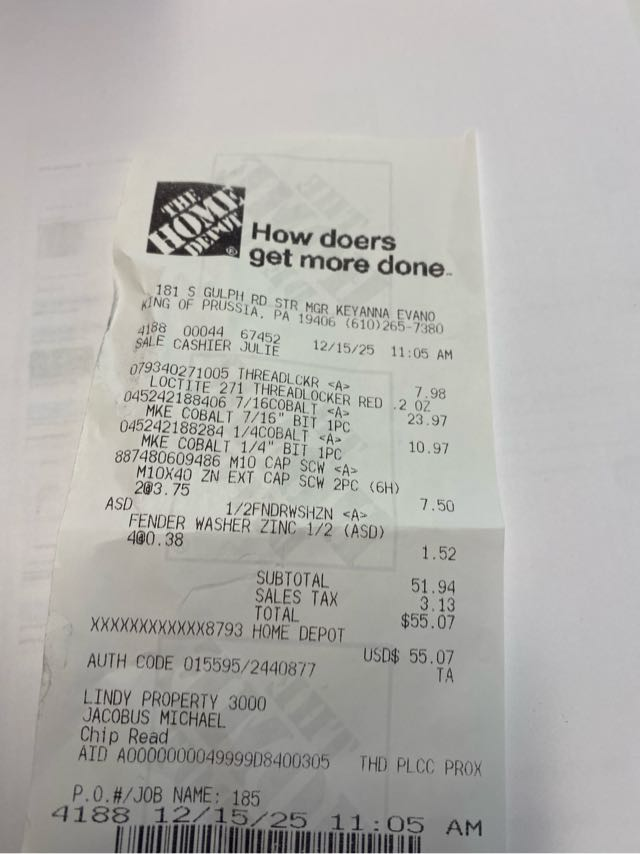 THE
HOME
DEPOT
How doers
get more done.
181 S GULPH RD STR MGR KEYANNA EVANO
KING OF PRUSSIA, PA 19406 (610)265-7380
4188 00044 67452 12/15/25 11:05 AM
SALE CASHIER JULIE
079340271005 THREADLCKR <A> 7.98
LOCTITE 271 THREADLOCKER RED .2 OZ
045242188406 7/16COBALT <A> 23.97
MKE COBALT 7/16" BIT 1PC
045242188284 1/4COBALT <A> 10.97
MKE COBALT 1/4" BIT 1PC
887480609486 M10 CAP SCW <A>
M10X40 ZN EXT CAP SCW 2PC (6H)
2@3.75 7.50
ASD 1/2FNDRWSHZN <A>
FENDER WASHER ZINC 1/2 (ASD)
4@0.38 1.52
SUBTOTAL 51.94
SALES TAX 3.13
TOTAL $55.07
XXXXXXXXXXXX8793 HOME DEPOT
USD$ 55.07
AUTH CODE 015595/2440877 TA
LINDY PROPERTY 3000
JACOBUS MICHAEL
Chip Read
AID A0000000049999D8400305 THD PLCC PROX
P.O.#/JOB NAME: 185
4188 12/15/25 11:05 AM